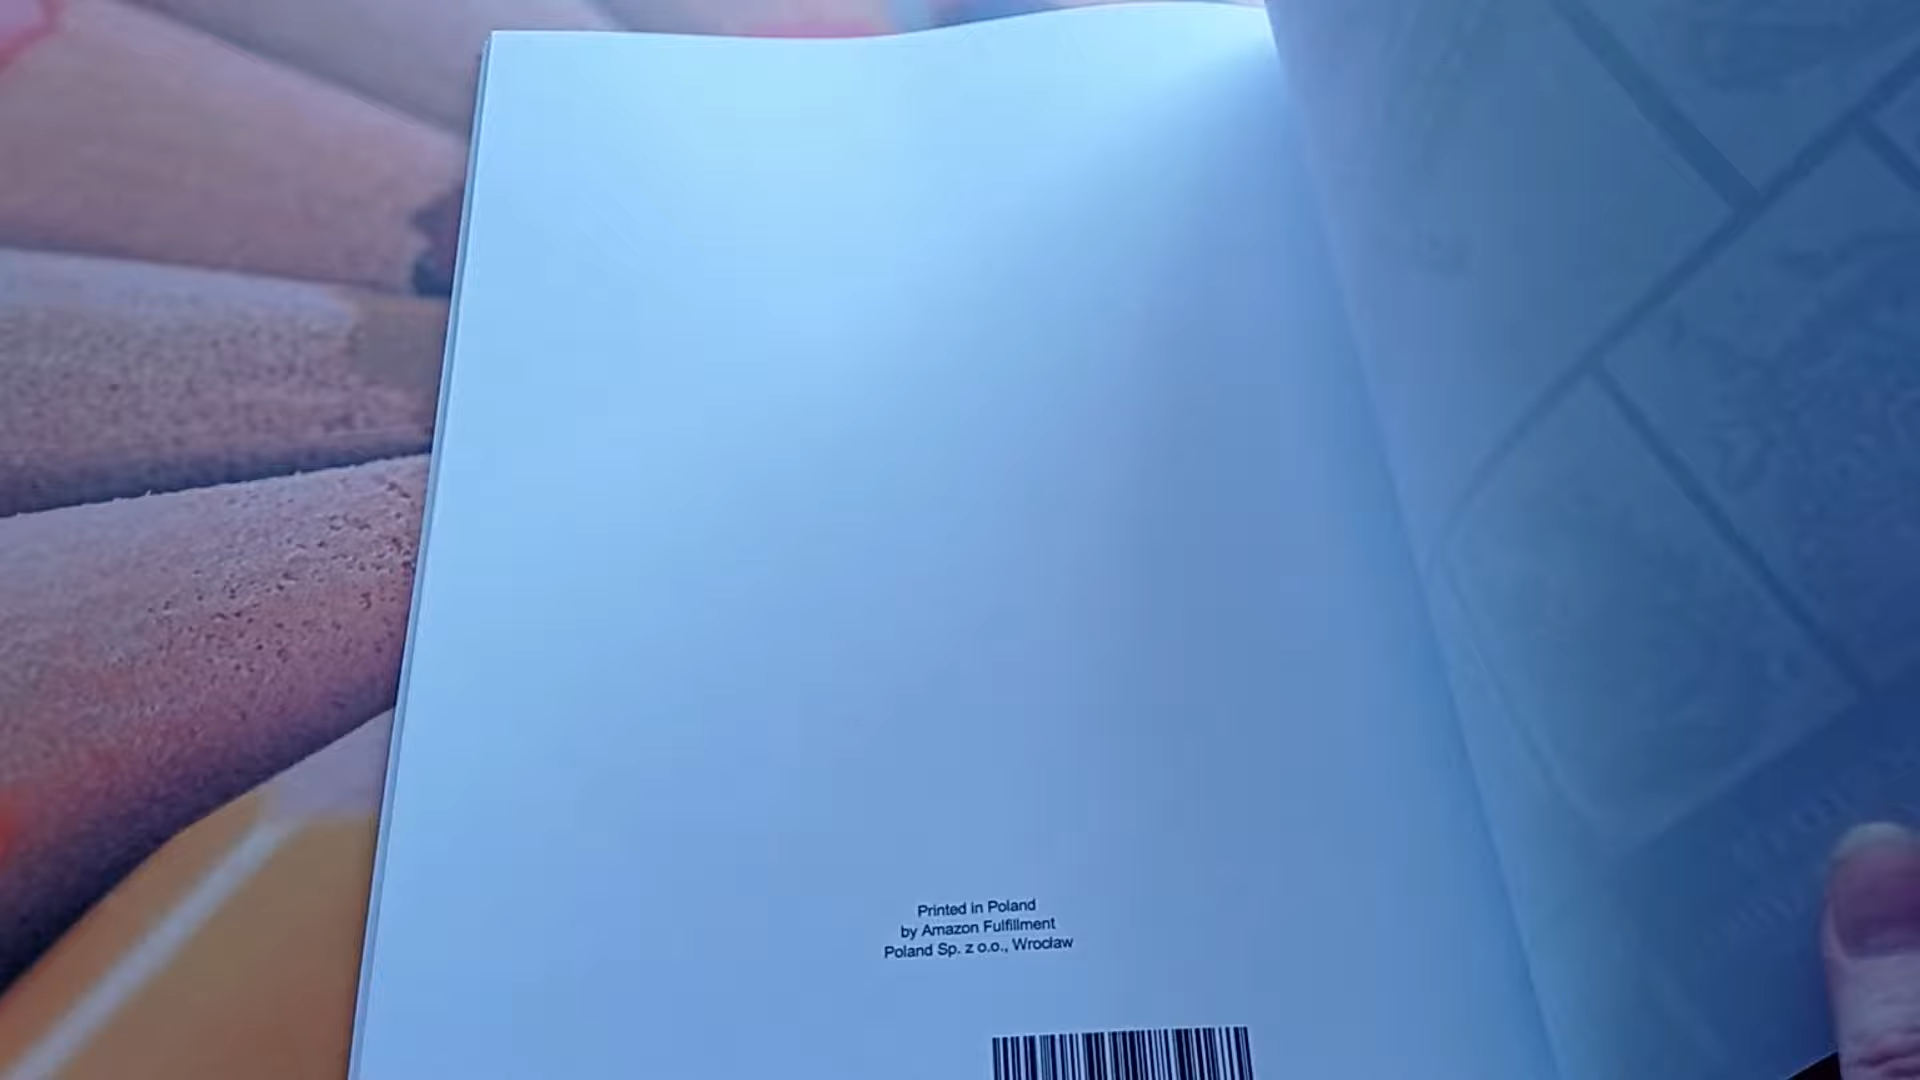 Printed in Poland
by Amazon Fulfillment
Poland Sp. z o.o., Wrocław